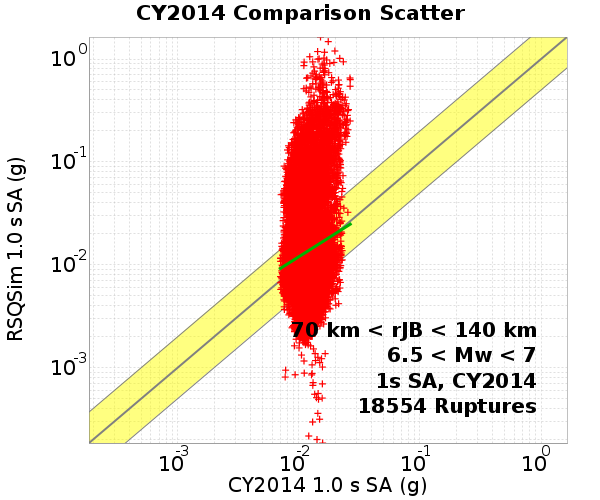 CY2014 Comparison Scatter
RSQSim 1.0 s SA (g)
10^0
10^-1
10^-2
10^-3
70 km < rJB < 140 km
6.5 < Mw < 7
1s SA, CY2014
18554 Ruptures
10^-3 10^-2 10^-1 10^0
CY2014 1.0 s SA (g)